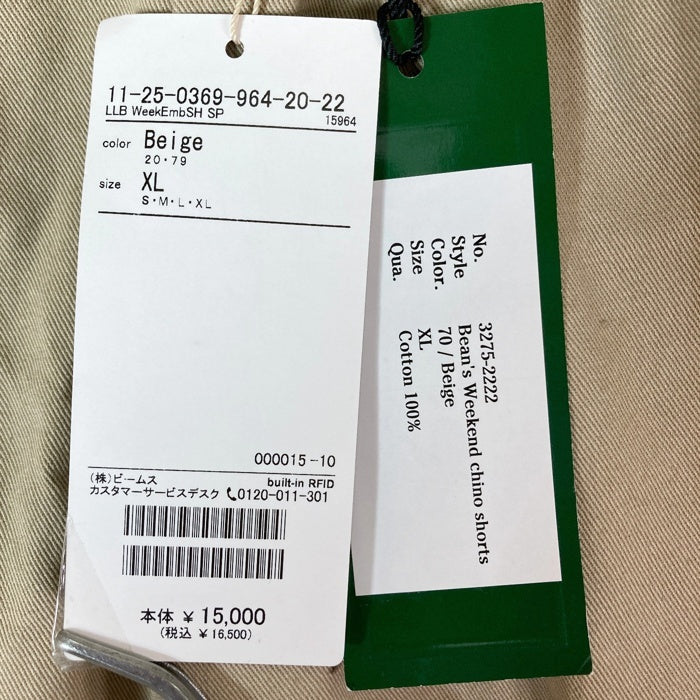 11-25-0369-964-20-22
LLB WeekEmbSH SP
15964
color Beige
20・79
size XL
S・M・L・XL
000015-10
(株)ビームス built-in RFID
カスタマーサービスデスク 0120-011-301
本体 ¥ 15,000
(税込 ¥ 16,500)
No. 3275-2222
Style Bean's Weekend chino shorts
Color. 70 / Beige
Size XL
Qua. Cotton 100%